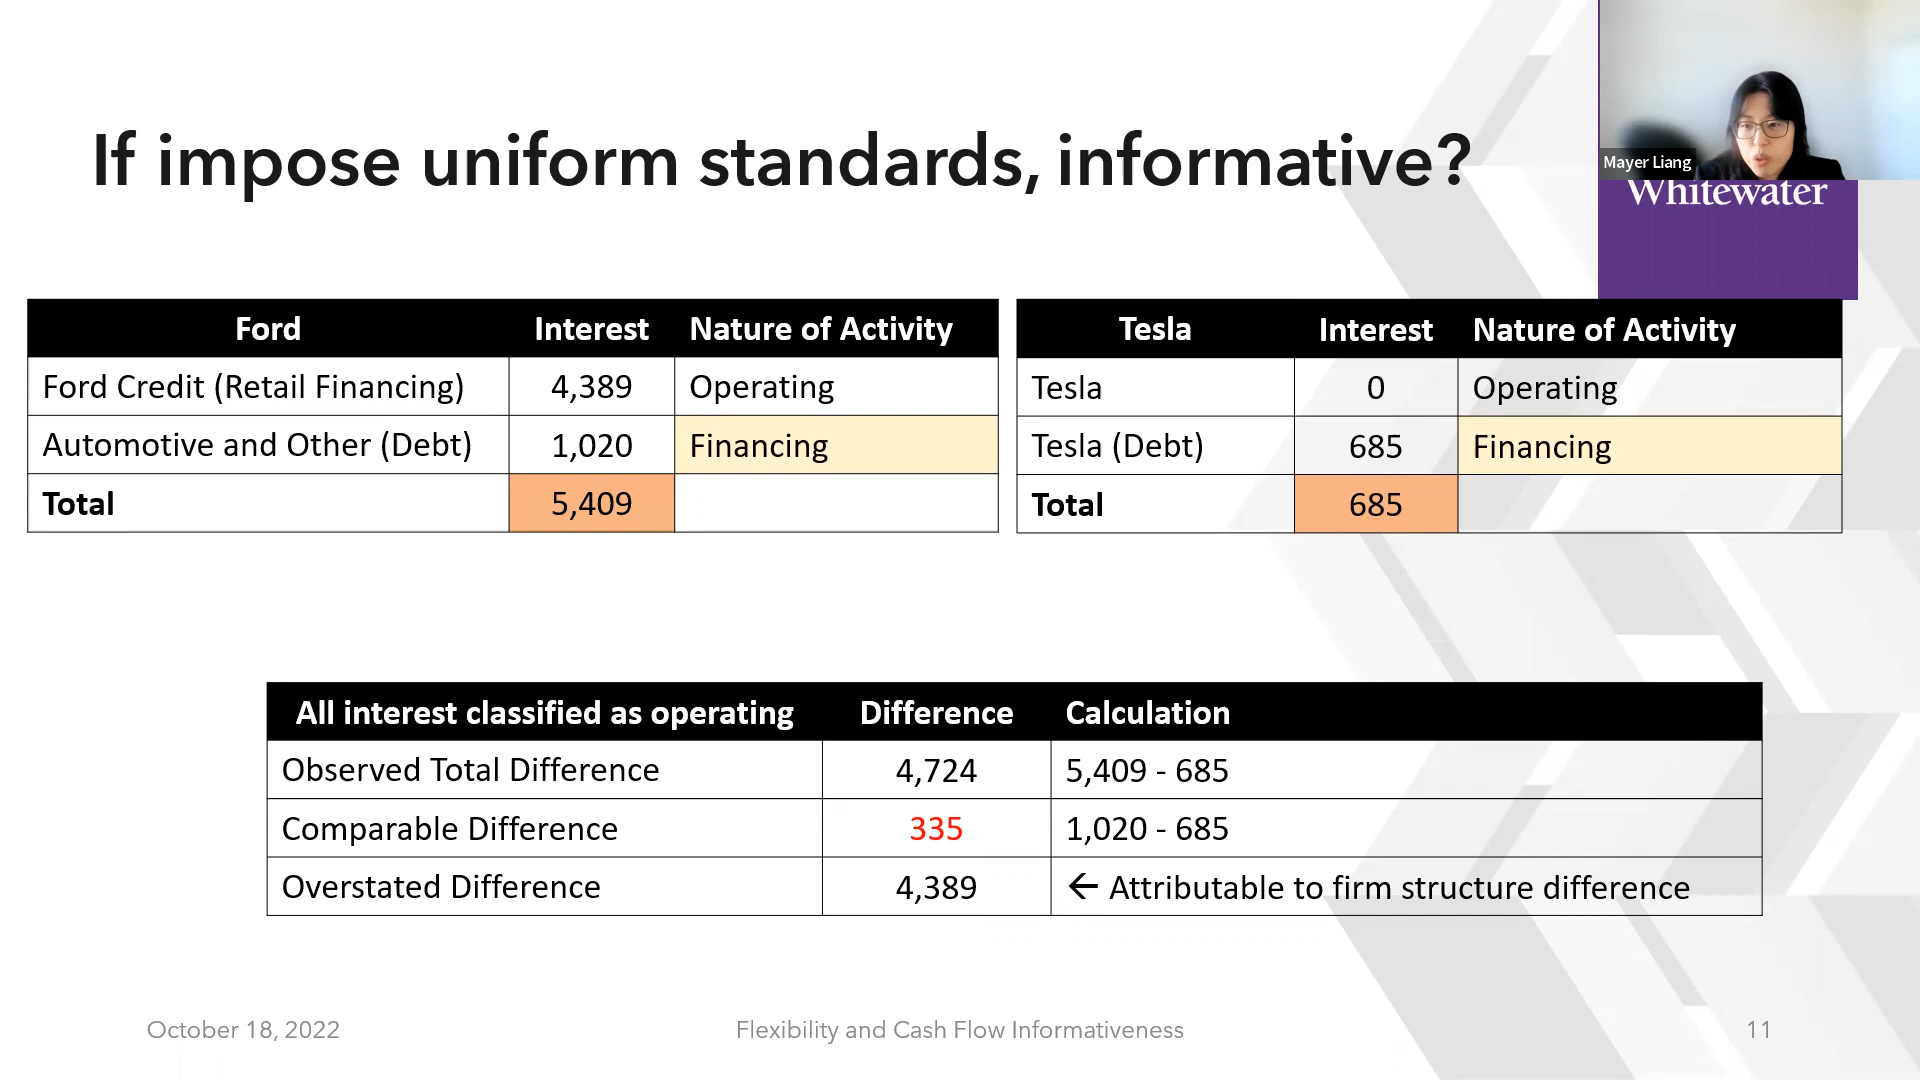 If impose uniform standards, informative?
Mayer Liang
Whitewater
Ford Interest Nature of Activity
Ford Credit (Retail Financing) 4,389 Operating
Automotive and Other (Debt) 1,020 Financing
Total 5,409
Tesla Interest Nature of Activity
Tesla 0 Operating
Tesla (Debt) 685 Financing
Total 685
All interest classified as operating Difference Calculation
Observed Total Difference 4,724 5,409 - 685
Comparable Difference 335 1,020 - 685
Overstated Difference 4,389 ← Attributable to firm structure difference
October 18, 2022 Flexibility and Cash Flow Informativeness 11